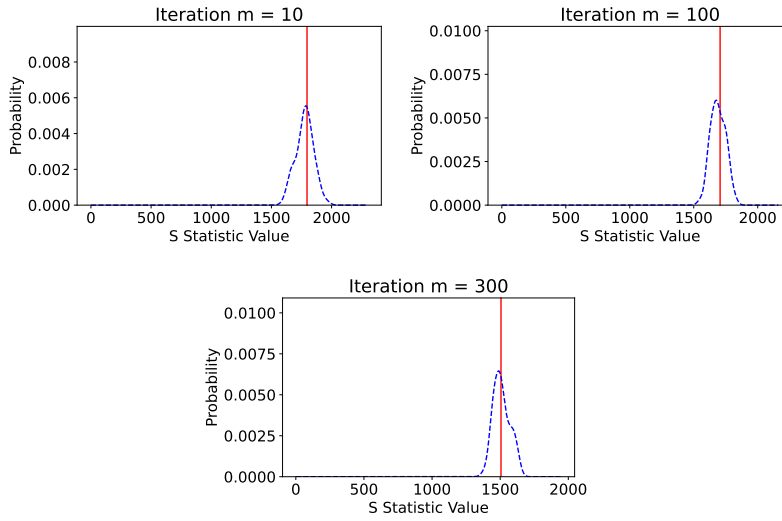 Iteration m = 10
Probability
0.008
0.006
0.004
0.002
0.000
0 500 1000 1500 2000
S Statistic Value
Iteration m = 100
Probability
0.0100
0.0075
0.0050
0.0025
0.0000
0 500 1000 1500 2000
S Statistic Value
Iteration m = 300
Probability
0.0100
0.0075
0.0050
0.0025
0.0000
0 500 1000 1500 2000
S Statistic Value